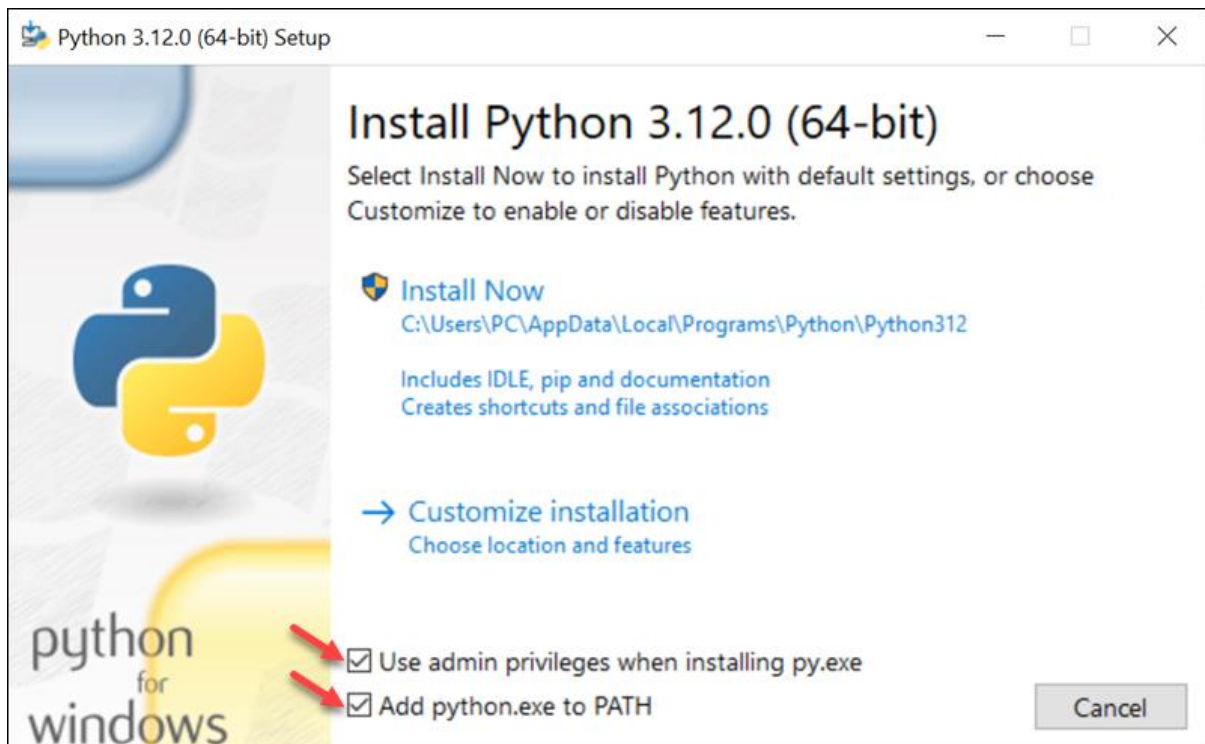 Python 3.12.0 (64-bit) Setup
Install Python 3.12.0 (64-bit)
Select Install Now to install Python with default settings, or choose
Customize to enable or disable features.
Install Now
C:\Users\PC\AppData\Local\Programs\Python\Python312
Includes IDLE, pip and documentation
Creates shortcuts and file associations
Customize installation
Choose location and features
Use admin privileges when installing py.exe
Add python.exe to PATH
Cancel
python
for
windows